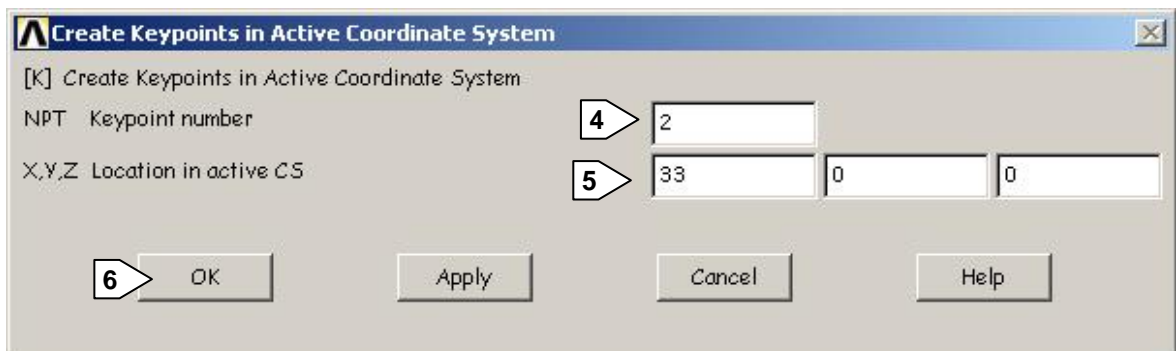 Create Keypoints in Active Coordinate System
[K] Create Keypoints in Active Coordinate System
NPT Keypoint number 4 2
X,Y,Z Location in active CS 5 33 0 0
6 OK Apply Cancel Help